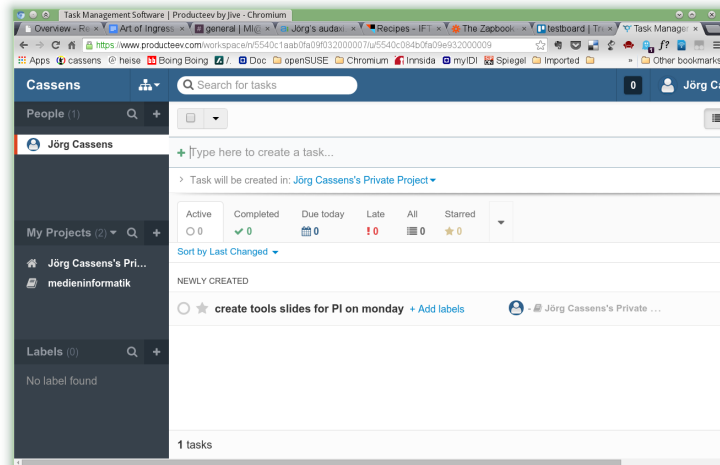 Task Management Software | Producteev by Jive - Chromium
Overview - Re
Art of Ingress
general | MI@
Jörg's audaxi
Recipes - IFT
The Zapbook
testboard | Tr
Task Manager
https://www.producteev.com/workspace/n/5540c1aab0fa09f032000007/u/5540c084b0fa09e932000009
f?
Apps
cassens
heise
Boing Boing
/.
Doc
openSUSE
Chromium
Innsida
myIDI
Spiegel
Imported
»
Other bookmarks
Cassens
Search for tasks
0
Jörg Ca
People (1)
Jörg Cassens
Type here to create a task...
Task will be created in: Jörg Cassens's Private Project
Active
Completed
Due today
Late
All
Starred
0
0
0
0
0
0
My Projects (2)
Sort by Last Changed
Jörg Cassens's Pri...
medieninformatik
NEWLY CREATED
create tools slides for PI on monday + Add labels
- Jörg Cassens's Private ...
Labels (0)
No label found
1 tasks